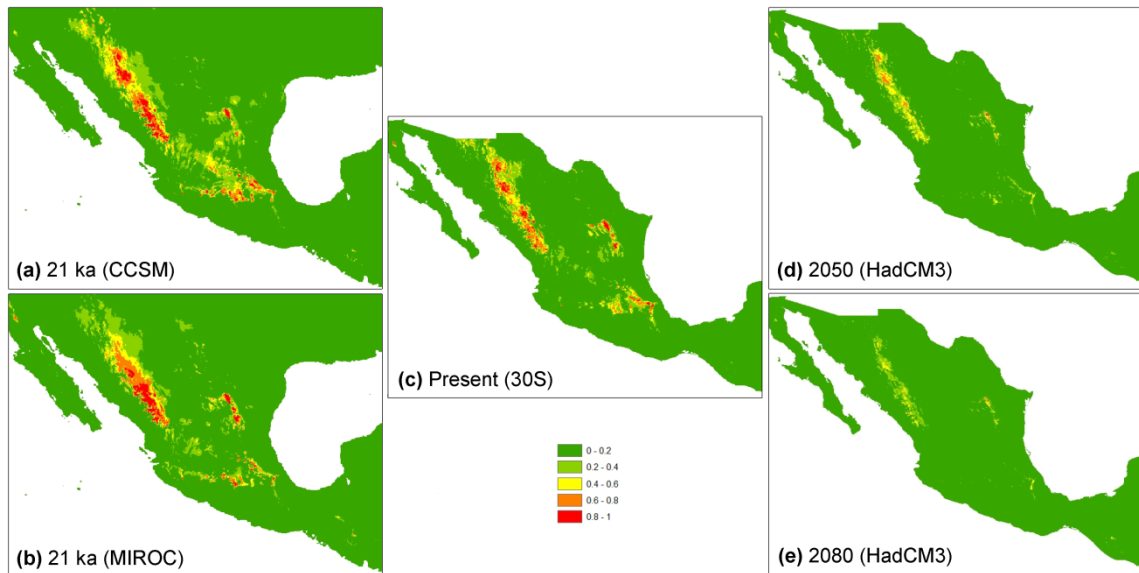 (a) 21 ka (CCSM)
(b) 21 ka (MIROC)
(c) Present (30S)
0 - 0.2
0.2 - 0.4
0.4 - 0.6
0.6 - 0.8
0.8 - 1
(d) 2050 (HadCM3)
(e) 2080 (HadCM3)